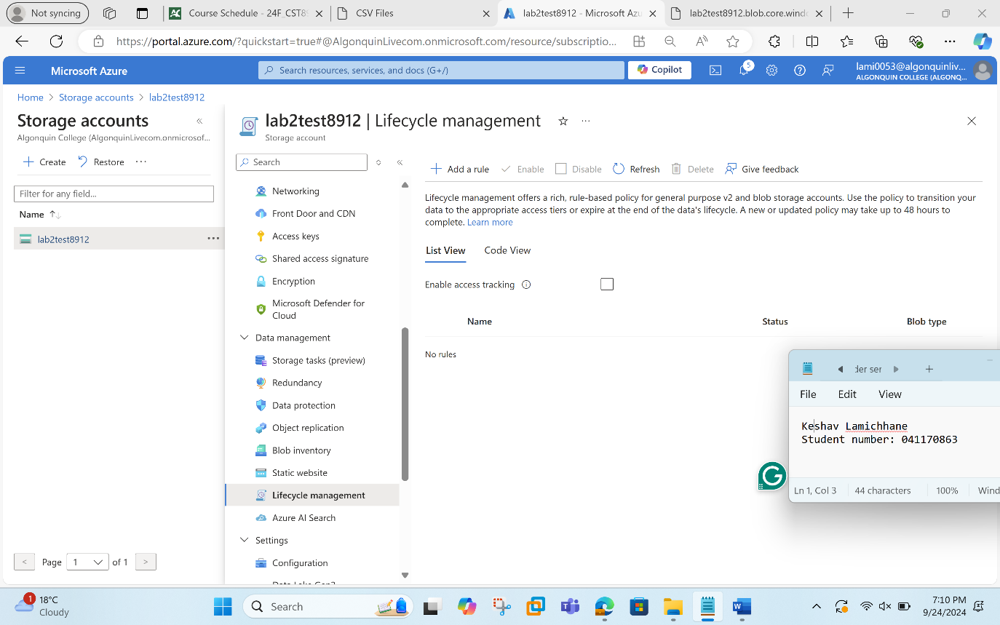 Not syncing
Course Schedule - 24F_CST89
CSV Files
lab2test8912 - Microsoft Azu
lab2test8912.blob.core.windo
https://portal.azure.com/?quickstart=true#@AlgonquinLivecom.onmicrosoft.com/resource/subscriptio...
Microsoft Azure
Search resources, services, and docs (G+/)
Copilot
5
lami0053@algonquinliv...
ALGONQUIN COLLEGE (ALGONQ...
Home > Storage accounts > lab2test8912
Storage accounts
Algonquin College (AlgonquinLivecom.onmicrosof...
Create
Restore
Filter for any field...
Name
lab2test8912
< Page 1 of 1 >
lab2test8912 | Lifecycle management
Storage account
Search
Networking
Front Door and CDN
Access keys
Shared access signature
Encryption
Microsoft Defender for
Cloud
Data management
Storage tasks (preview)
Redundancy
Data protection
Object replication
Blob inventory
Static website
Lifecycle management
Azure AI Search
Settings
Configuration
Data Lake Gen2
Add a rule
Enable
Disable
Refresh
Delete
Give feedback
Lifecycle management offers a rich, rule-based policy for general purpose v2 and blob storage accounts. Use the policy to transition your
data to the appropriate access tiers or expire at the end of the data's lifecycle. A new or updated policy may take up to 48 hours to
complete. Learn more
List View
Code View
Enable access tracking
Name
Status
Blob type
No rules
der ser
File
Edit
View
Keshav Lamichhane
Student number: 041170863
Ln 1, Col 3
44 characters
100%
Wind
1
18°C
Cloudy
Search
7:10 PM
9/24/2024